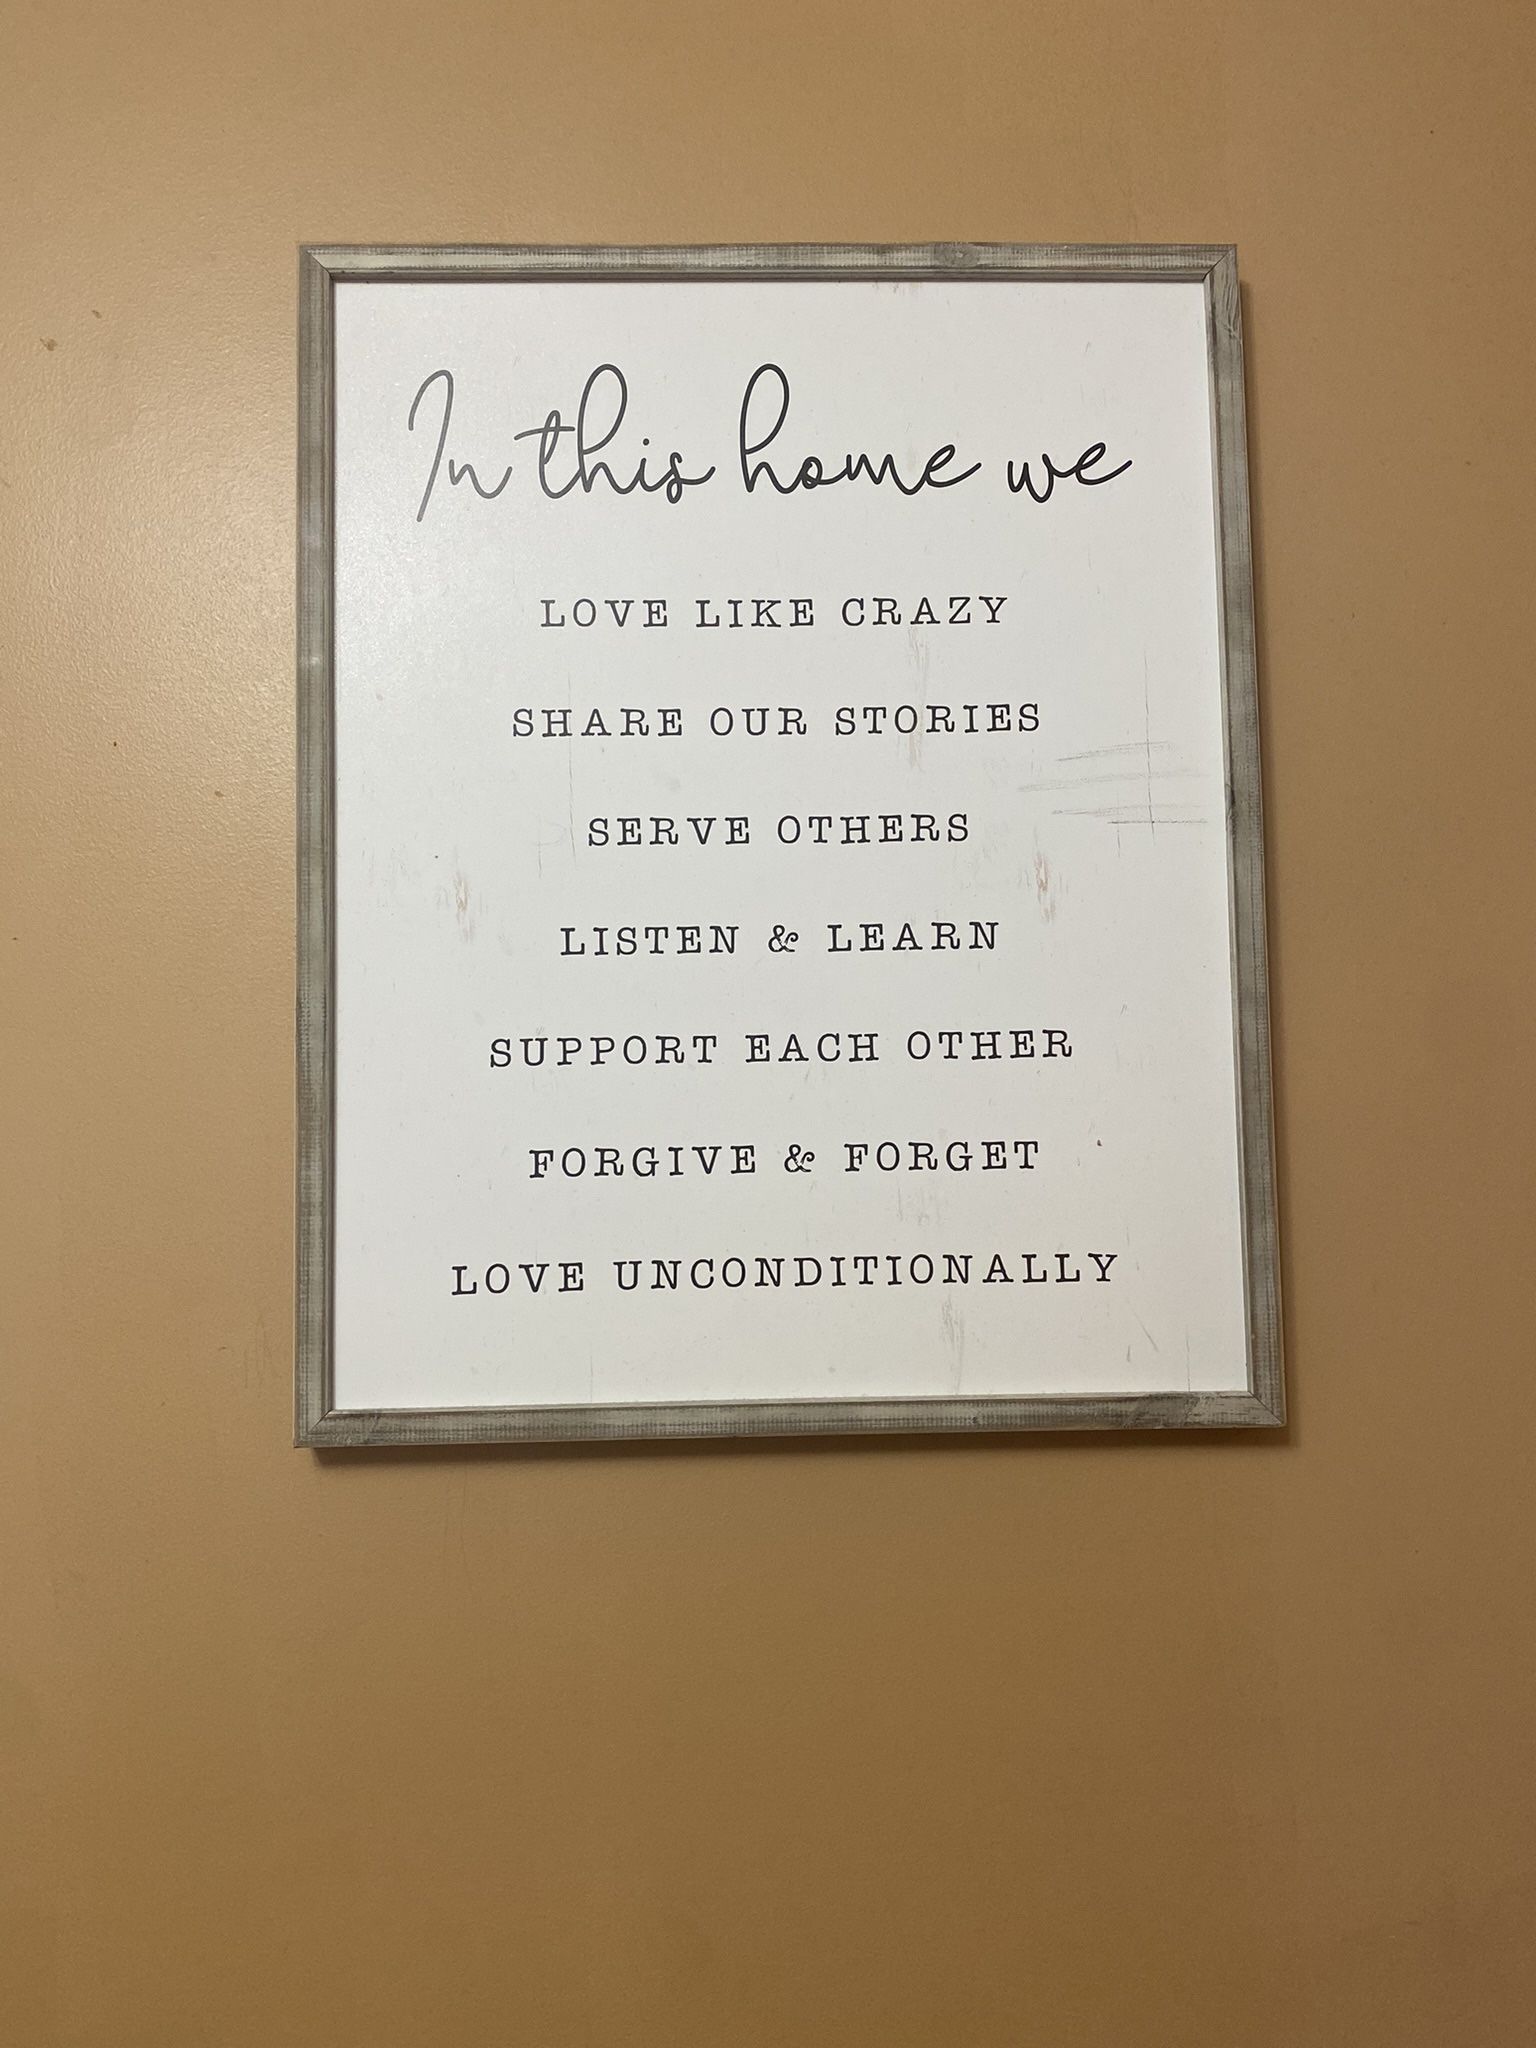 In this home we
LOVE LIKE CRAZY
SHARE OUR STORIES
SERVE OTHERS
LISTEN & LEARN
SUPPORT EACH OTHER
FORGIVE & FORGET
LOVE UNCONDITIONALLY